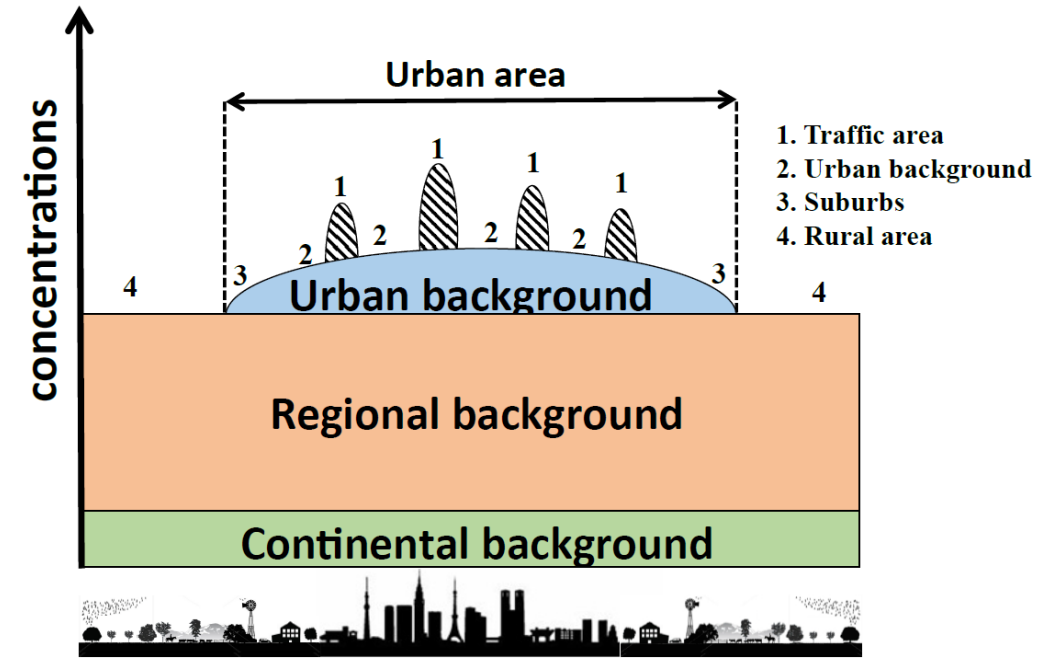 Urban area
concentrations
1. Traffic area
2. Urban background
3. Suburbs
4. Rural area
1
1
1
1
2
2
2
2
3
3
4
4
Urban background
Regional background
Continental background